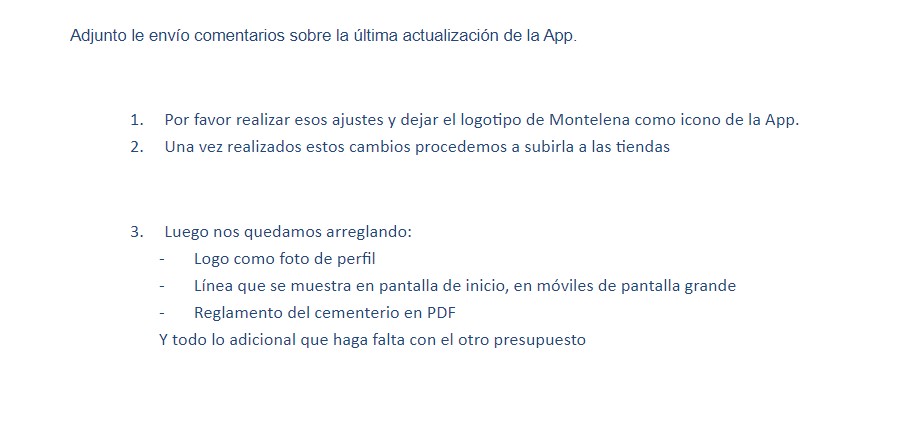 Adjunto le envío comentarios sobre la última actualización de la App.
1. Por favor realizar esos ajustes y dejar el logotipo de Montelena como icono de la App.
2. Una vez realizados estos cambios procedemos a subirla a las tiendas
3. Luego nos quedamos arreglando:
- Logo como foto de perfil
- Línea que se muestra en pantalla de inicio, en móviles de pantalla grande
- Reglamento del cementerio en PDF
Y todo lo adicional que haga falta con el otro presupuesto